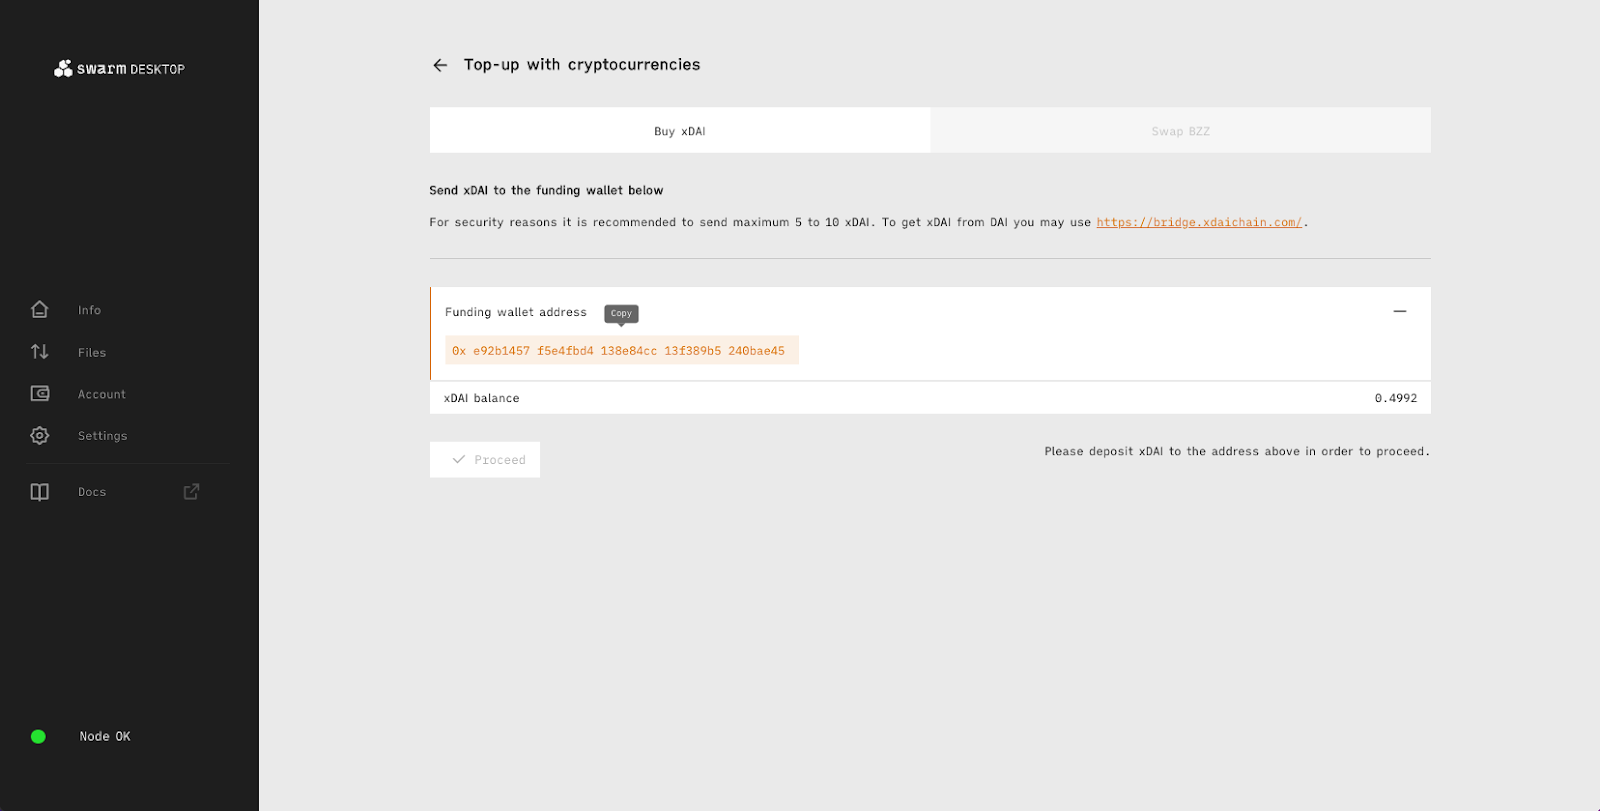 swarm DESKTOP
Info
Files
Account
Settings
Docs
Node OK
Top-up with cryptocurrencies
Buy xDAI
Swap BZZ
Send xDAI to the funding wallet below
For security reasons it is recommended to send maximum 5 to 10 xDAI. To get xDAI from DAI you may use https://bridge.xdaichain.com/.
Funding wallet address
Copy
0x e92b1457 f5e4fbd4 138e84cc 13f389b5 240bae45
xDAI balance 0.4992
Proceed
Please deposit xDAI to the address above in order to proceed.